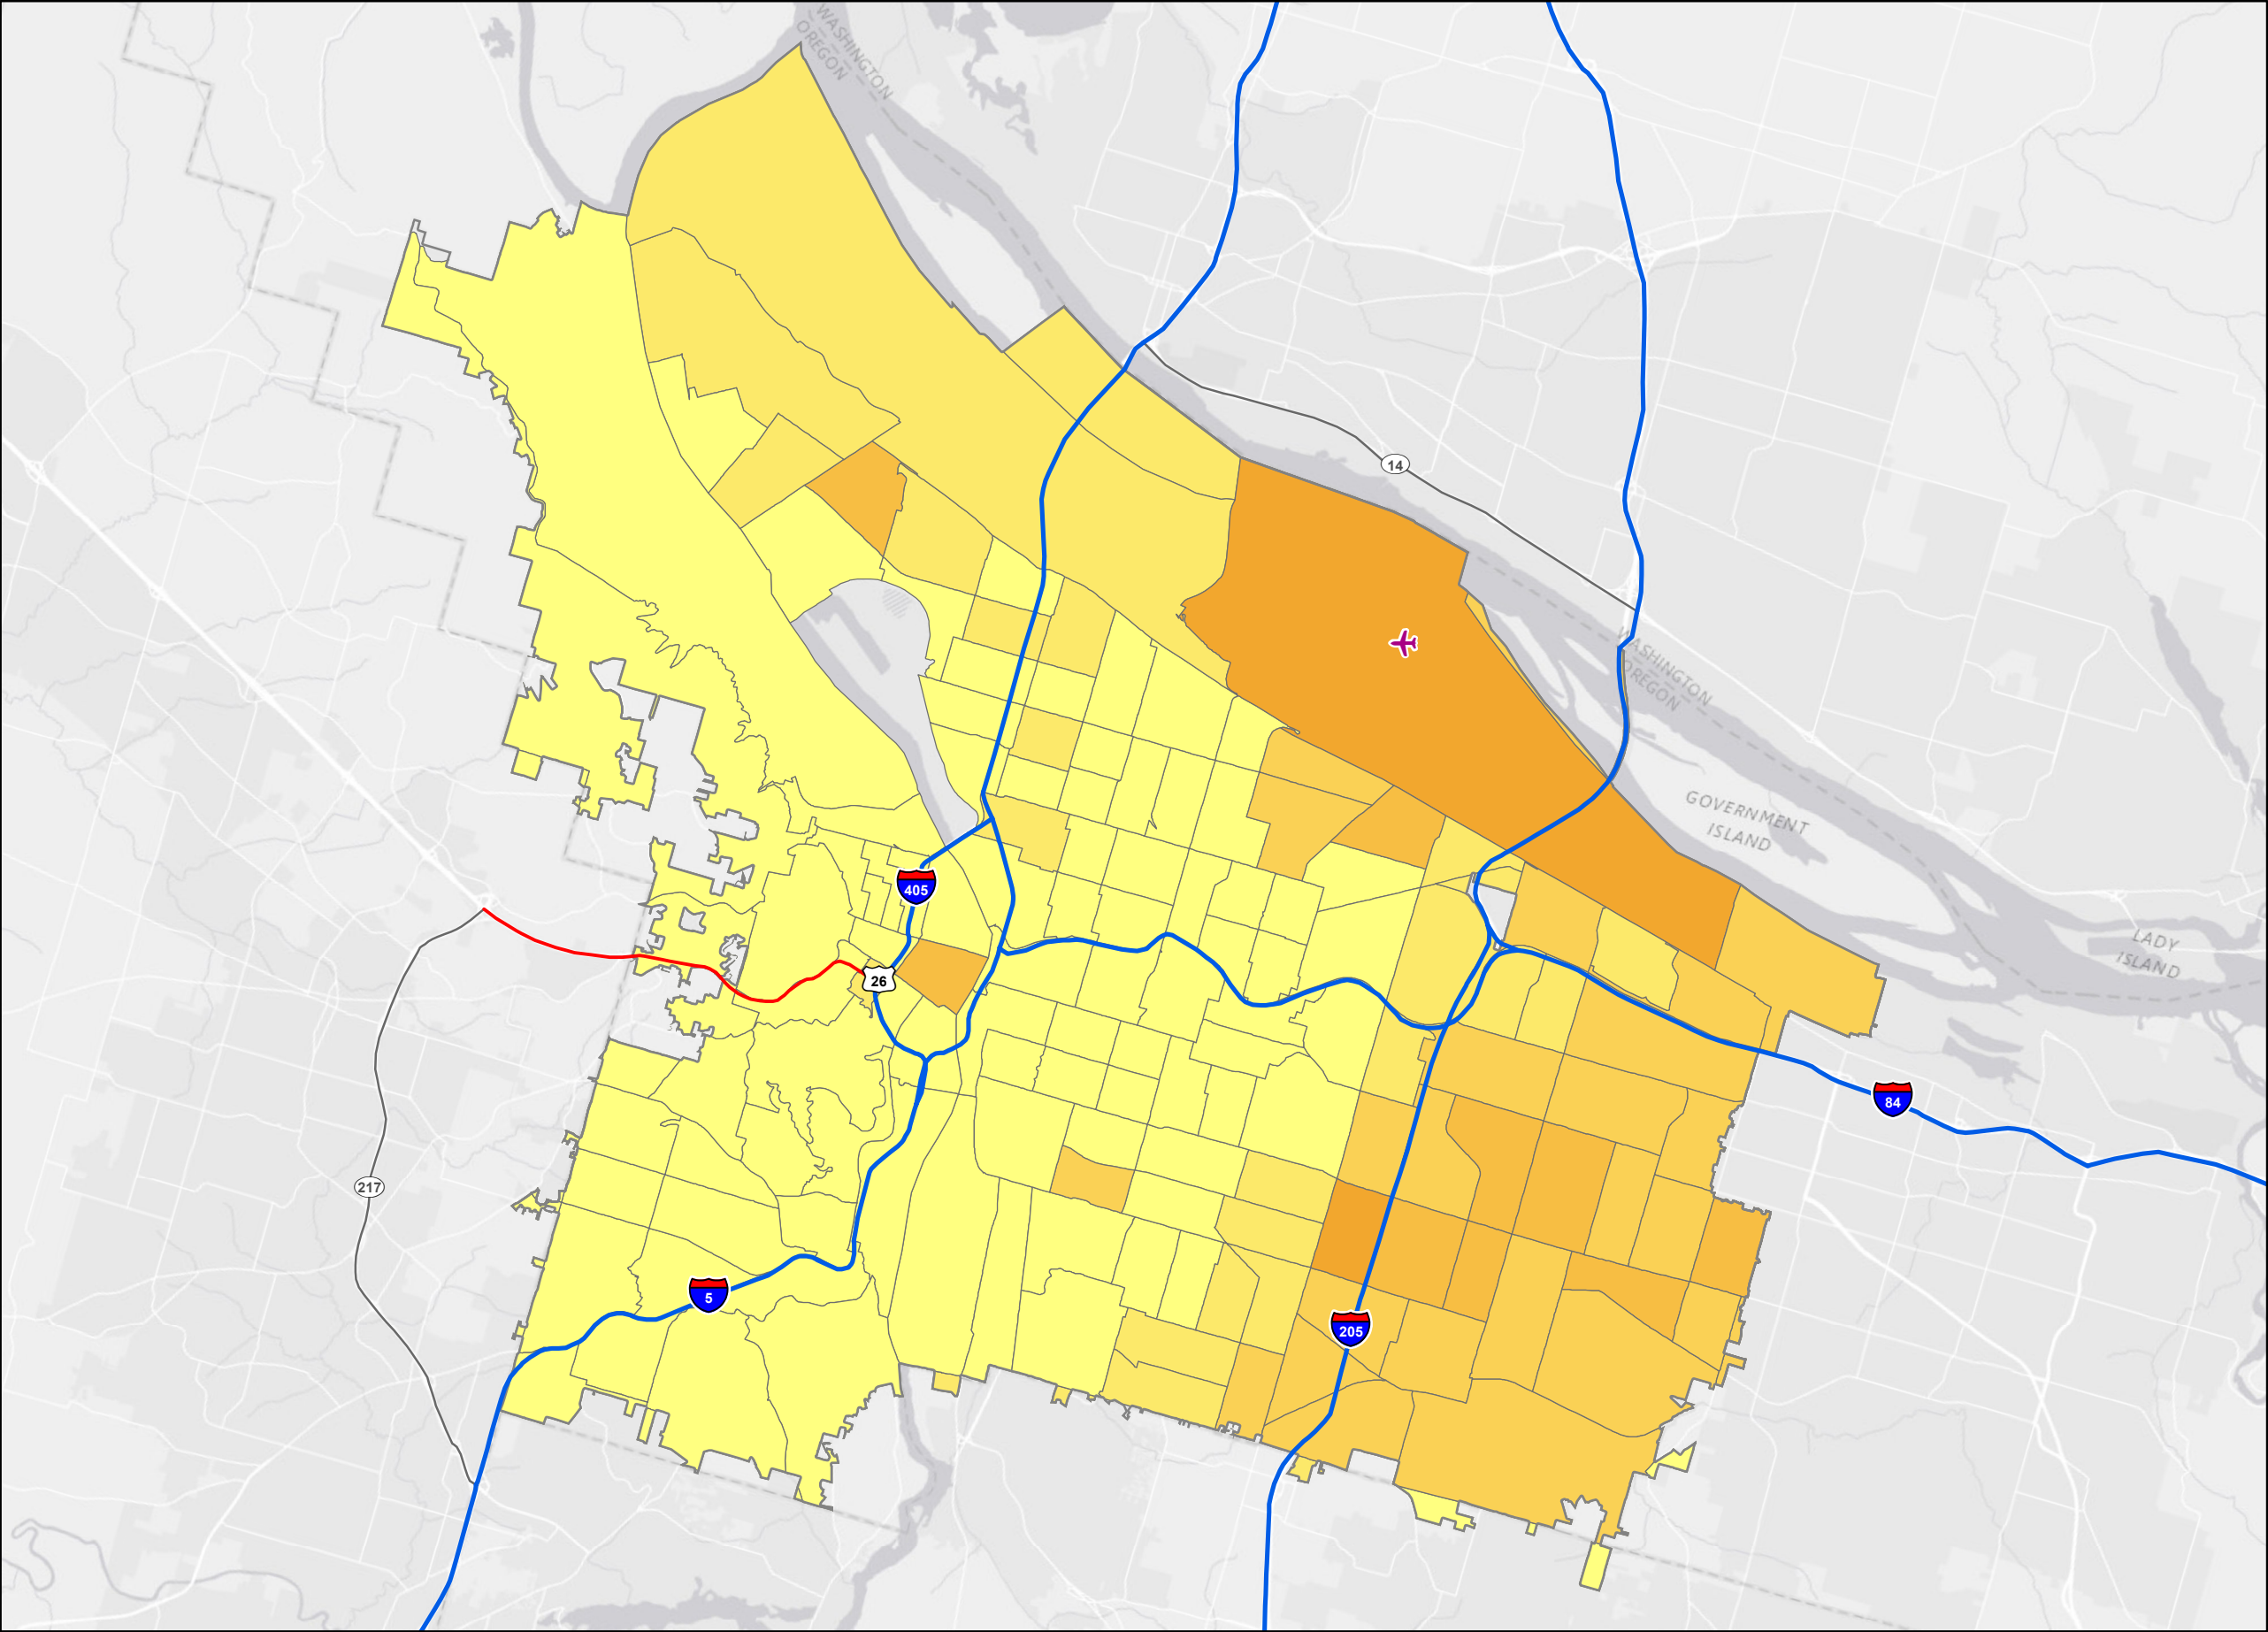 WASHINGTON
OREGON
14
WASHINGTON
OREGON
GOVERNMENT
ISLAND
405
LADY
ISLAND
26
84
217
5
205